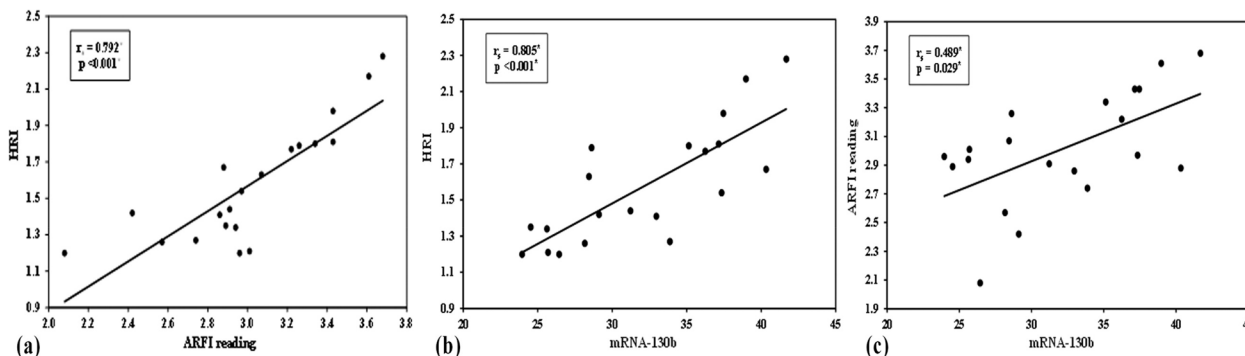 2.5
2.3
2.1
1.9
1.7
1.5
1.3
1.1
0.9
HRI
r = 0.792
p <0.001
2.0 2.2 2.4 2.6 2.8 3.0 3.2 3.4 3.6 3.8
ARFI reading
(a)
2.5
2.3
2.1
1.9
1.7
1.5
1.3
1.1
0.9
HRI
rs = 0.805*
p <0.001*
20 25 30 35 40 45
mRNA-130b
(b)
3.9
3.7
3.5
3.3
3.1
2.9
2.7
2.5
2.3
2.1
1.9
ARFI reading
rs = 0.489*
p = 0.029*
20 25 30 35 40 45
mRNA-130b
(c)